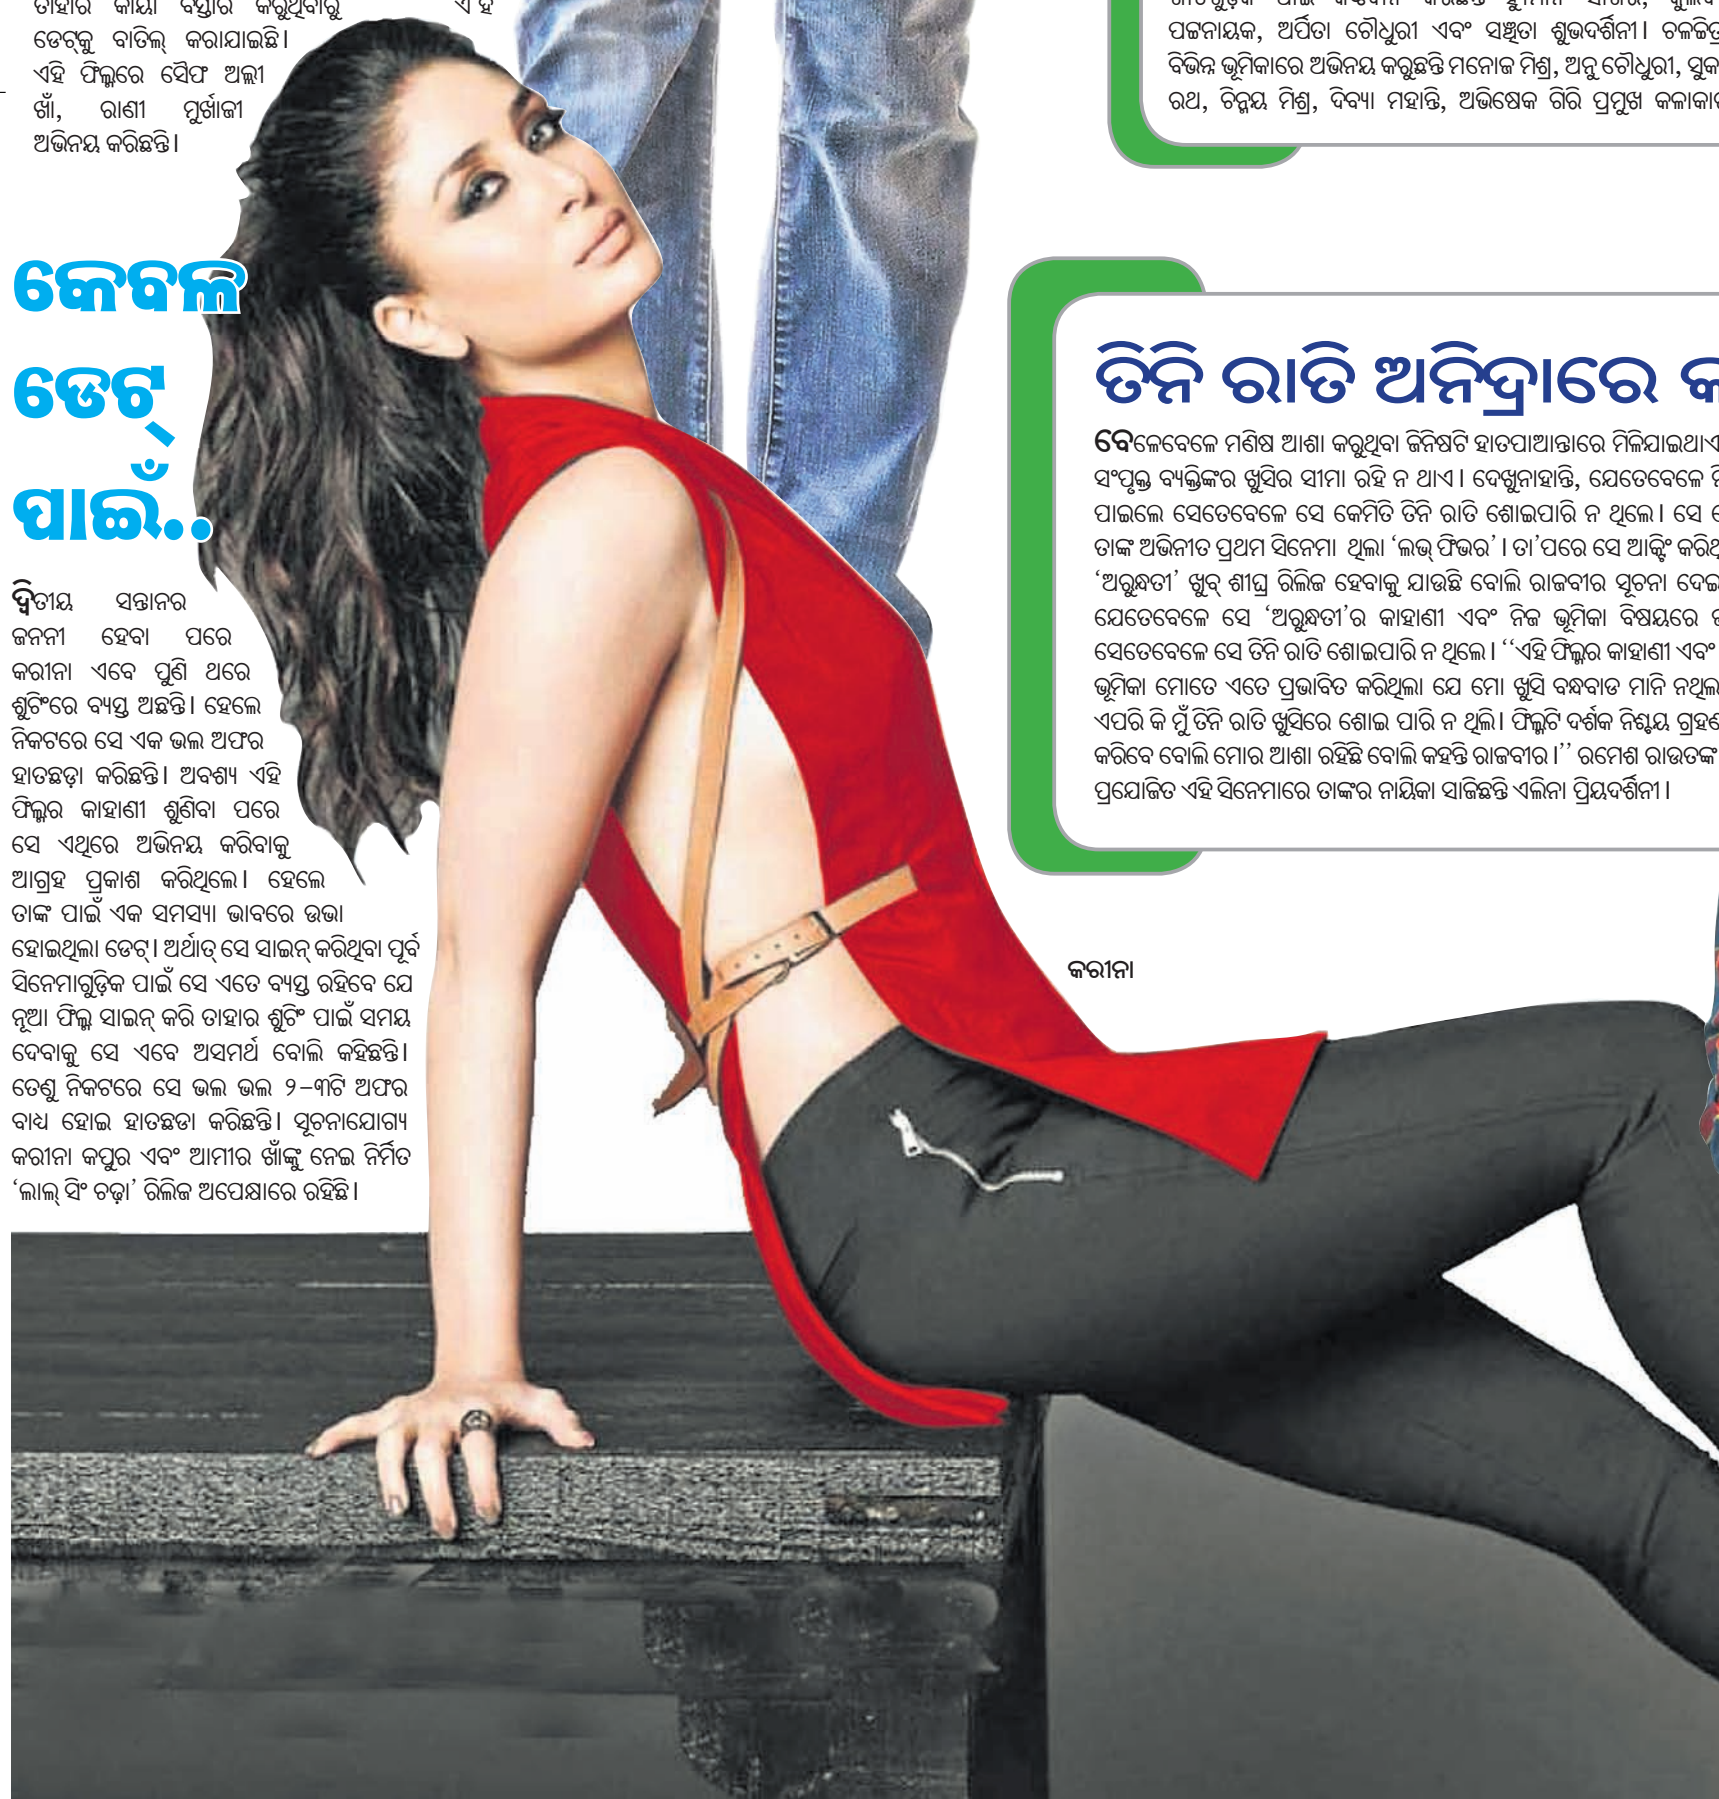 ତାହାର କାୟା ବିସ୍ତାର କରୁଥିବାରୁ
ଡେଟ୍‌କୁ ବାତିଲ୍ କରାଯାଇଛି।
ଏହି ଫିଲ୍ମରେ ସୈଫ ଅଲ୍ଲୀ
ଖାଁ, ରାଣୀ ମୁର୍ଖାଜୀ
ଅଭିନୟ କରିଛନ୍ତି।
କେବଳ
ଡେଟ୍
ପାଇଁ..
ଦ୍ୱିତୀୟ ସନ୍ତାନର
ଜନନୀ ହେବା ପରେ
କରୀନା ଏବେ ପୁଣି ଥରେ
ଶୁଟିଂରେ ବ୍ୟସ୍ତ ଅଛନ୍ତି। ହେଲେ
ନିକଟରେ ସେ ଏକ ଭଲ ଅଫର
ହାତଛଡ଼ା କରିଛନ୍ତି। ଅବଶ୍ୟ ଏହି
ଫିଲ୍ମର କାହାଣୀ ଶୁଣିବା ପରେ
ସେ ଏଥିରେ ଅଭିନୟ କରିବାକୁ
ଆଗ୍ରହ ପ୍ରକାଶ କରିଥିଲେ। ହେଲେ
ତାଙ୍କ ପାଇଁ ଏକ ସମସ୍ୟା ଭାବରେ ଉଭା
ହୋଇଥିଲା ଡେଟ୍। ଅର୍ଥାତ୍ ସେ ସାଇନ୍ କରିଥିବା ପୂର୍ବ
ସିନେମାଗୁଡ଼ିକ ପାଇଁ ସେ ଏତେ ବ୍ୟସ୍ତ ରହିବେ ଯେ
ନୂଆ ଫିଲ୍ମ ସାଇନ୍ କରି ତାହାର ଶୁଟିଂ ପାଇଁ ସମୟ
ଦେବାକୁ ସେ ଏବେ ଅସମର୍ଥ ବୋଲି କହିଛନ୍ତି।
ତେଣୁ ନିକଟରେ ସେ ଭଲ ଭଲ ୨-୩ଟି ଅଫର
ବାଧ୍ୟ ହୋଇ ହାତଛଡା କରିଛନ୍ତି। ସୂଚନାଯୋଗ୍ୟ
କରୀନା କପୁର ଏବଂ ଆମୀର ଖାଁଙ୍କୁ ନେଇ ନିର୍ମିତ
‘ଲାଲ୍ ସିଂ ଚଢ଼ା’ ରିଲିଜ ଅପେକ୍ଷାରେ ରହିଛି।
ପଟ୍ଟନାୟକ, ଅର୍ପିତା ଚୌଧୁରୀ ଏବଂ ସଞ୍ଚିତା ଶୁଭଦର୍ଶିନୀ।
ବିଭିନ୍ନ ଭୂମିକାରେ ଅଭିନୟ କରୁଛନ୍ତି ମନୋଜ ମିଶ୍ର, ଅନୁ ଚୌଧୁରୀ,
ରଥ, ଚିନ୍ମୟ ମିଶ୍ର, ଦିବ୍ୟା ମହାନ୍ତି, ଅଭିଷେକ ଗିରି ପ୍ରମୁଖ
ତିନି ରାତି ଅନିଦ୍ରାରେ
ବେଳେବେଳେ ମଣିଷ ଆଶା କରୁଥିବା ଜିନିଷଟି ହାତପାଆନ୍ତାରେ ମିଳିଯାଇଥାଏ
ସଂପୃକ୍ତ ବ୍ୟକ୍ତିଙ୍କର ଖୁସିର ସୀମା ରହି ନ ଥାଏ। ଦେଖୁନାହାନ୍ତି, ଯେତେବେଳେ
ପାଇଲେ ସେତେବେଳେ ସେ କେମିତି ତିନି ରାତି ଶୋଇପାରି ନ ଥିଲେ। ସେ
ତାଙ୍କ ଅଭିନୀତ ପ୍ରଥମ ସିନେମା ଥିଲା ‘ଲଭ୍ ଫିଭର’। ତା’ପରେ ସେ ଆକ୍ଟିଂ
‘ଅରୁନ୍ଧତୀ’ ଖୁବ୍ ଶୀଘ୍ର ରିଲିଜ ହେବାକୁ ଯାଉଛି ବୋଲି ରାଜବୀର ସୂଚନା
ଯେତେବେଳେ ସେ ‘ଅରୁନ୍ଧତୀ’ର କାହାଣୀ ଏବଂ ନିଜ ଭୂମିକା ବିଷୟରେ
ସେତେବେଳେ ସେ ତିନି ରାତି ଶୋଇପାରି ନ ଥିଲେ। ‘‘ଏହି ଫିଲ୍ମର କାହାଣୀ ଏବଂ
ଭୂମିକା ମୋତେ ଏତେ ପ୍ରଭାବିତ କରିଥିଲା ଯେ ମୋ ଖୁସି ବନ୍ଧବାଡ ମାନି
ଏପରି କି ମୁଁ ତିନି ରାତି ଖୁସିରେ ଶୋଇ ପାରି ନ ଥିଲି। ଫିଲ୍ମଟି ଦର୍ଶକ ନିଶ୍ଚୟ
କରିବେ ବୋଲି ମୋର ଆଶା ରହିଛି ବୋଲି କହନ୍ତି ରାଜବୀର।’’ ରମେଶ ରାଉତଙ୍କ
ପ୍ରଯୋଜିତ ଏହି ସିନେମାରେ ତାଙ୍କର ନାୟିକା ସାଜିଛନ୍ତି ଏଲିନା ପ୍ରିୟଦର୍ଶିନୀ।
କରୀନା